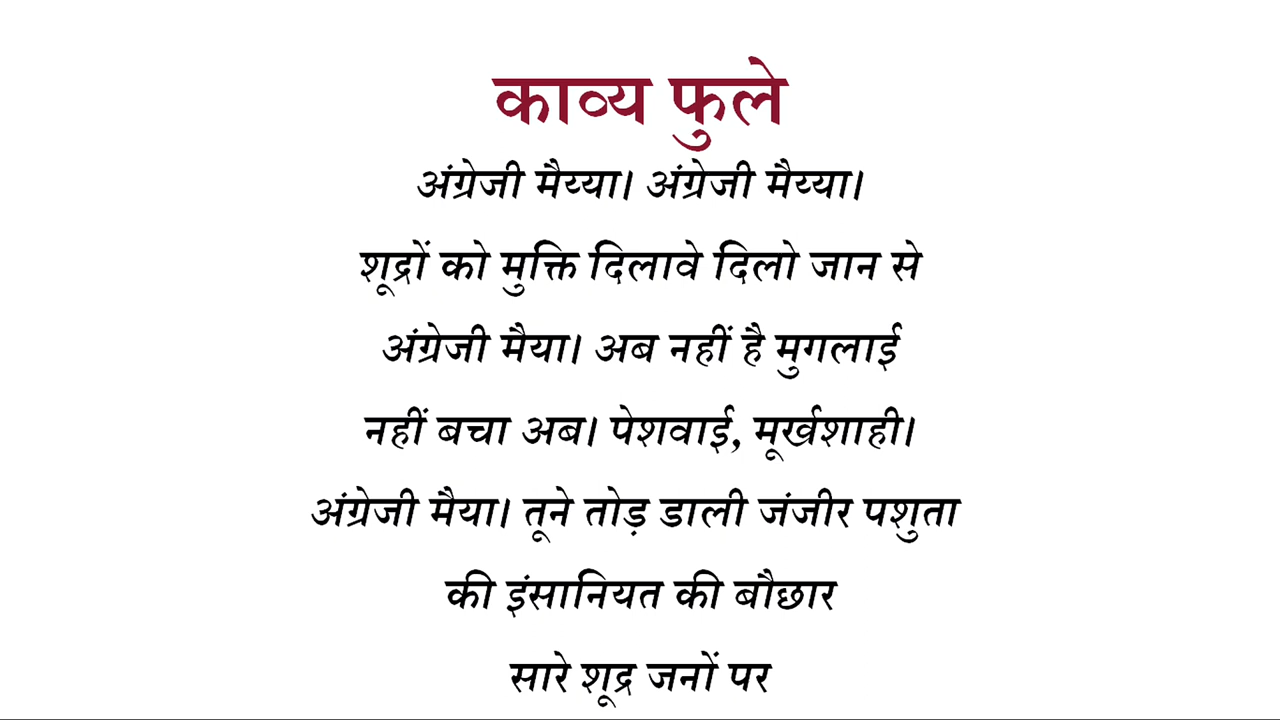 काव्य फुले
अंग्रेजी मैय्या। अंग्रेजी मैय्या।
शूद्रों को मुक्ति दिलावे दिलो जान से
अंग्रेजी मैया। अब नहीं है मुगलाई
नहीं बचा अब। पेशवाई, मूर्खशाही।
अंग्रेजी मैया। तूने तोड़ डाली जंजीर पशुता
की इंसानियत की बौछार
सारे शूद्र जनों पर